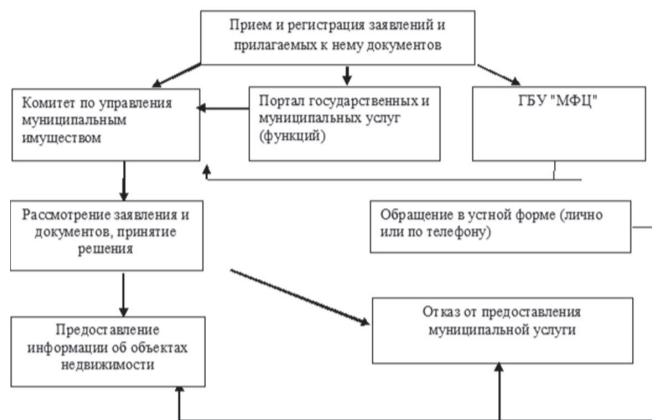 Прием и регистрация заявлений и
прилагаемых к нему документов
Комитет по управления
муниципальным
имуществом
Портал государственных и
муниципальных услуг
(функций)
ГБУ "МФЦ"
Рассмотрение заявления и
документов, принятие
решения
Обращение в устной форме (лично
или по телефону)
Предоставление
информации об объектах
недвижимости
Отказ от предоставления
муниципальной услуги